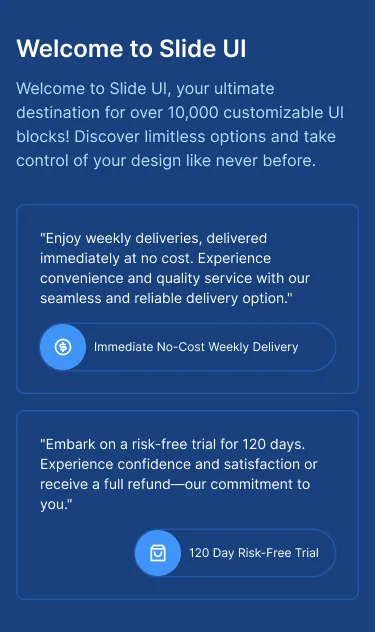 Welcome to Slide UI
Welcome to Slide UI, your ultimate
destination for over 10,000 customizable UI
blocks! Discover limitless options and take
control of your design like never before.
"Enjoy weekly deliveries, delivered
immediately at no cost. Experience
convenience and quality service with our
seamless and reliable delivery option."
Immediate No-Cost Weekly Delivery
"Embark on a risk-free trial for 120 days.
Experience confidence and satisfaction or
receive a full refund—our commitment to
you."
120 Day Risk-Free Trial